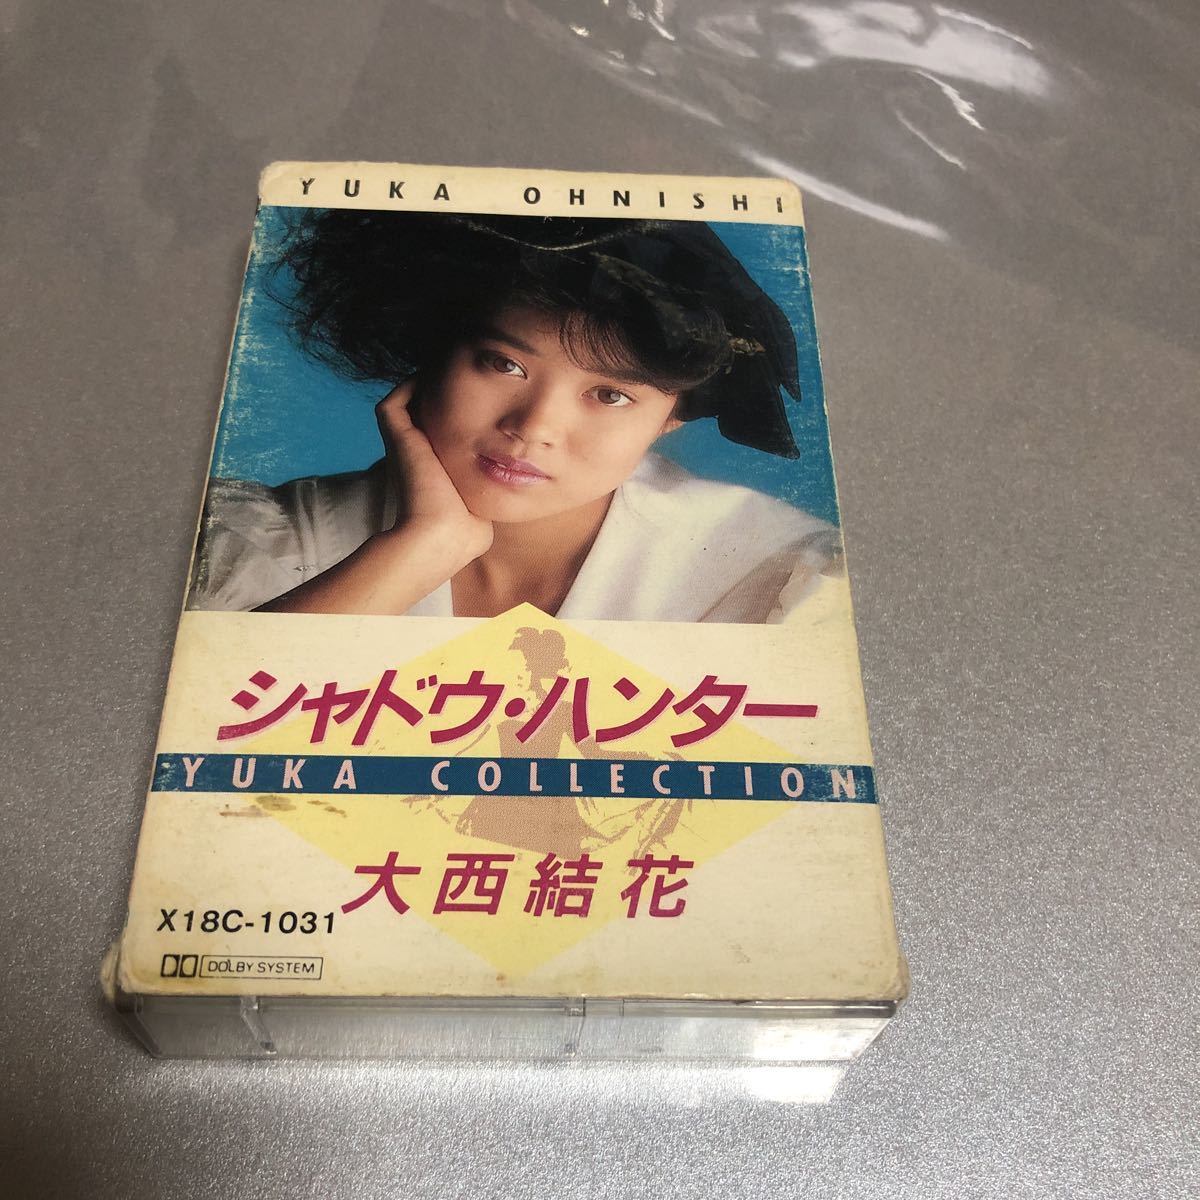 YUKA OHNISHI
シャドウ・ハンター
YUKA COLLECTION
大西結花
X18C-1031
DOLBY SYSTEM